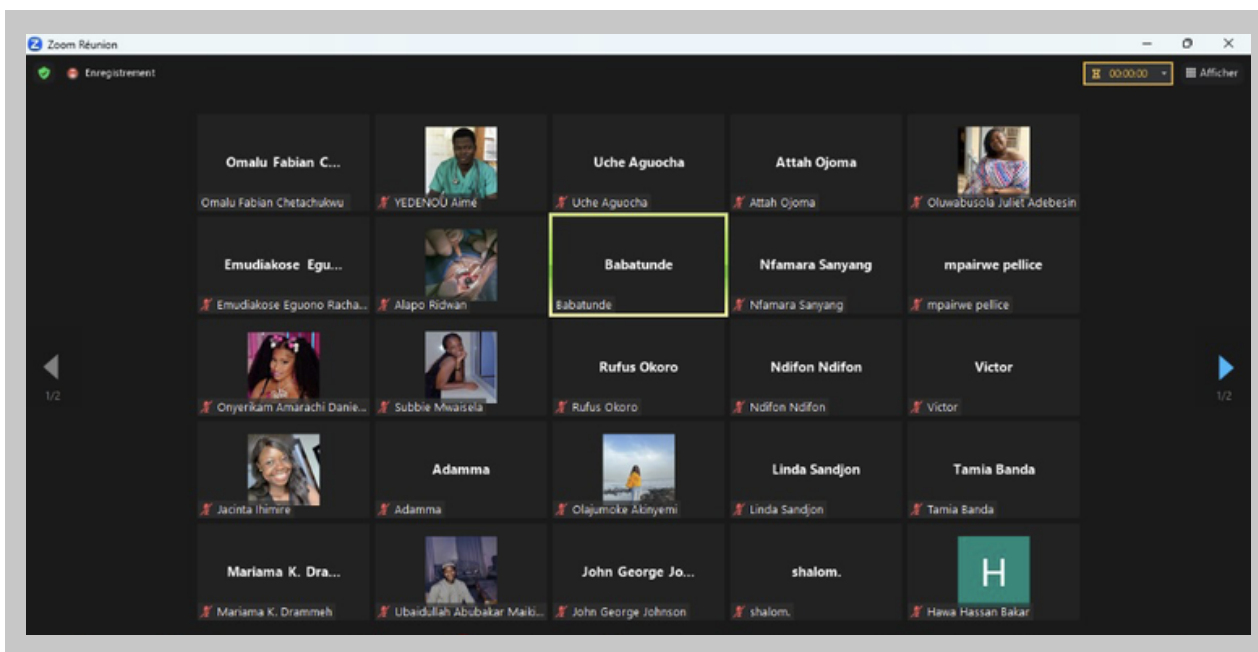 Zoom Réunion
Enregistrement
00:00:00
Afficher
Omalu Fabian C...
Omalu Fabian Chetachukwu
YEDENOU Aimé
Uche Aguocha
Uche Aguocha
Attah Ojoma
Attah Ojoma
Oluwabusola Juliet Adebesin
Emudiakose Egu...
Emudiakose Eguono Racha...
Alapo Ridwan
Babatunde
Babatunde
Nfamara Sanyang
Nfamara Sanyang
mpairwe pellice
mpairwe pellice
1/2
Onyerikam Amarachi Danie...
Subbie Mwaisela
Rufus Okoro
Rufus Okoro
Ndifon Ndifon
Ndifon Ndifon
Victor
Victor
1/2
Jacinta Ihimire
Adamma
Adamma
Olajumoke Akinyemi
Linda Sandjon
Linda Sandjon
Tamia Banda
Tamia Banda
Mariama K. Dra...
Mariama K. Drammeh
Ubaidullah Abubakar Maiki...
John George Jo...
John George Johnson
shalom.
shalom.
H
Hawa Hassan Bakar